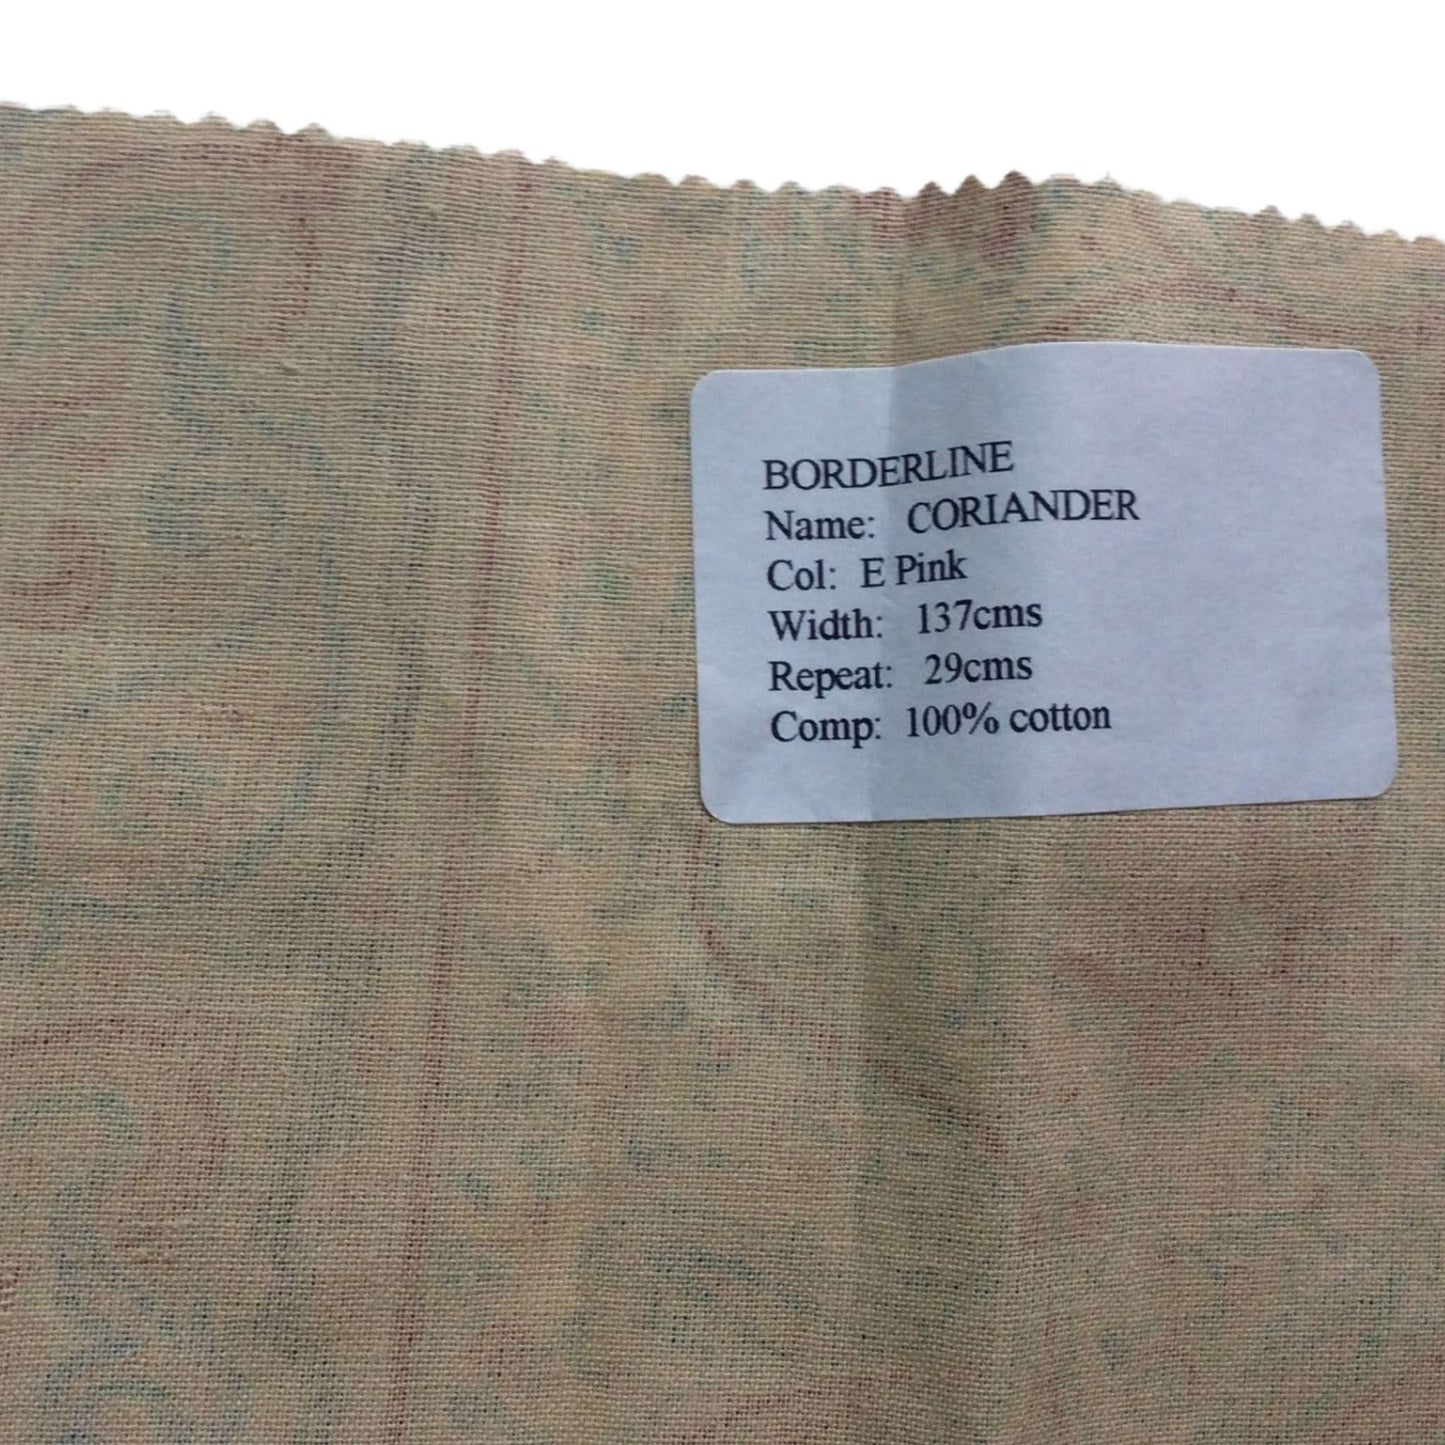 BORDERLINE
Name: CORIANDER
Col: E Pink
Width: 137cms
Repeat: 29cms
Comp: 100% cotton